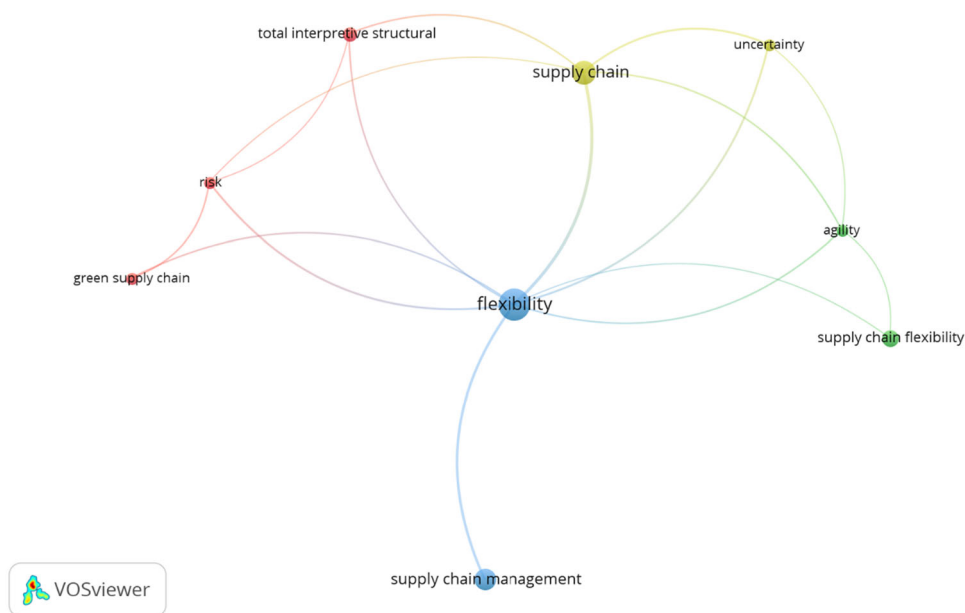 total interpretive structural
uncertainty
supply chain
risk
agility
green supply chain
flexibility
supply chain flexibility
supply chain management
VOSviewer